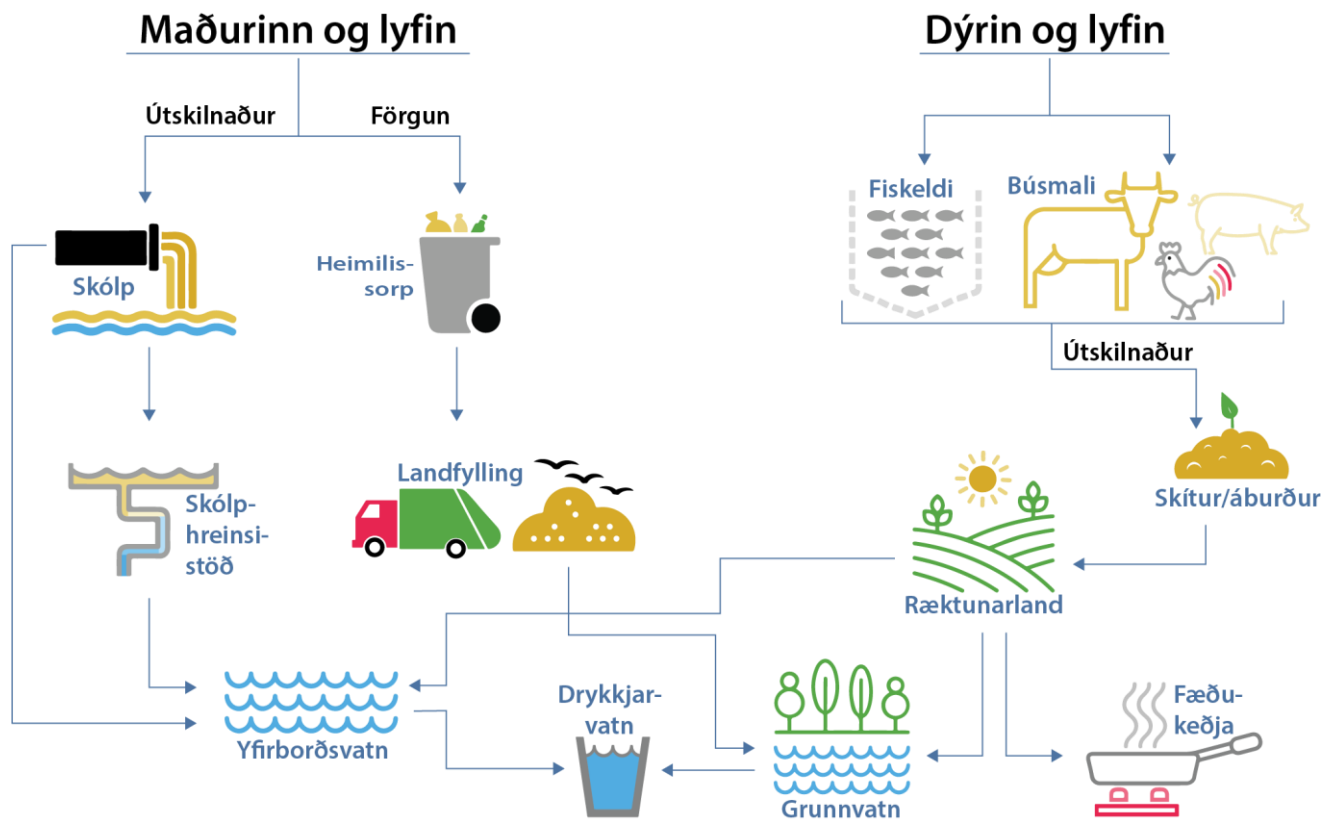 Maðurinn og lyfin
Dýrin og lyfin
Útskilnaður
Förgun
Fiskeldi
Búsmali
Skólp
Heimilis-
sorp
Útskilnaður
Landfylling
Skólp-
hreinsi-
stöð
Skítur/áburður
Ræktunarland
Yfirborðsvatn
Drykkjar-
vatn
Grunnvatn
Fæðu-
keðja